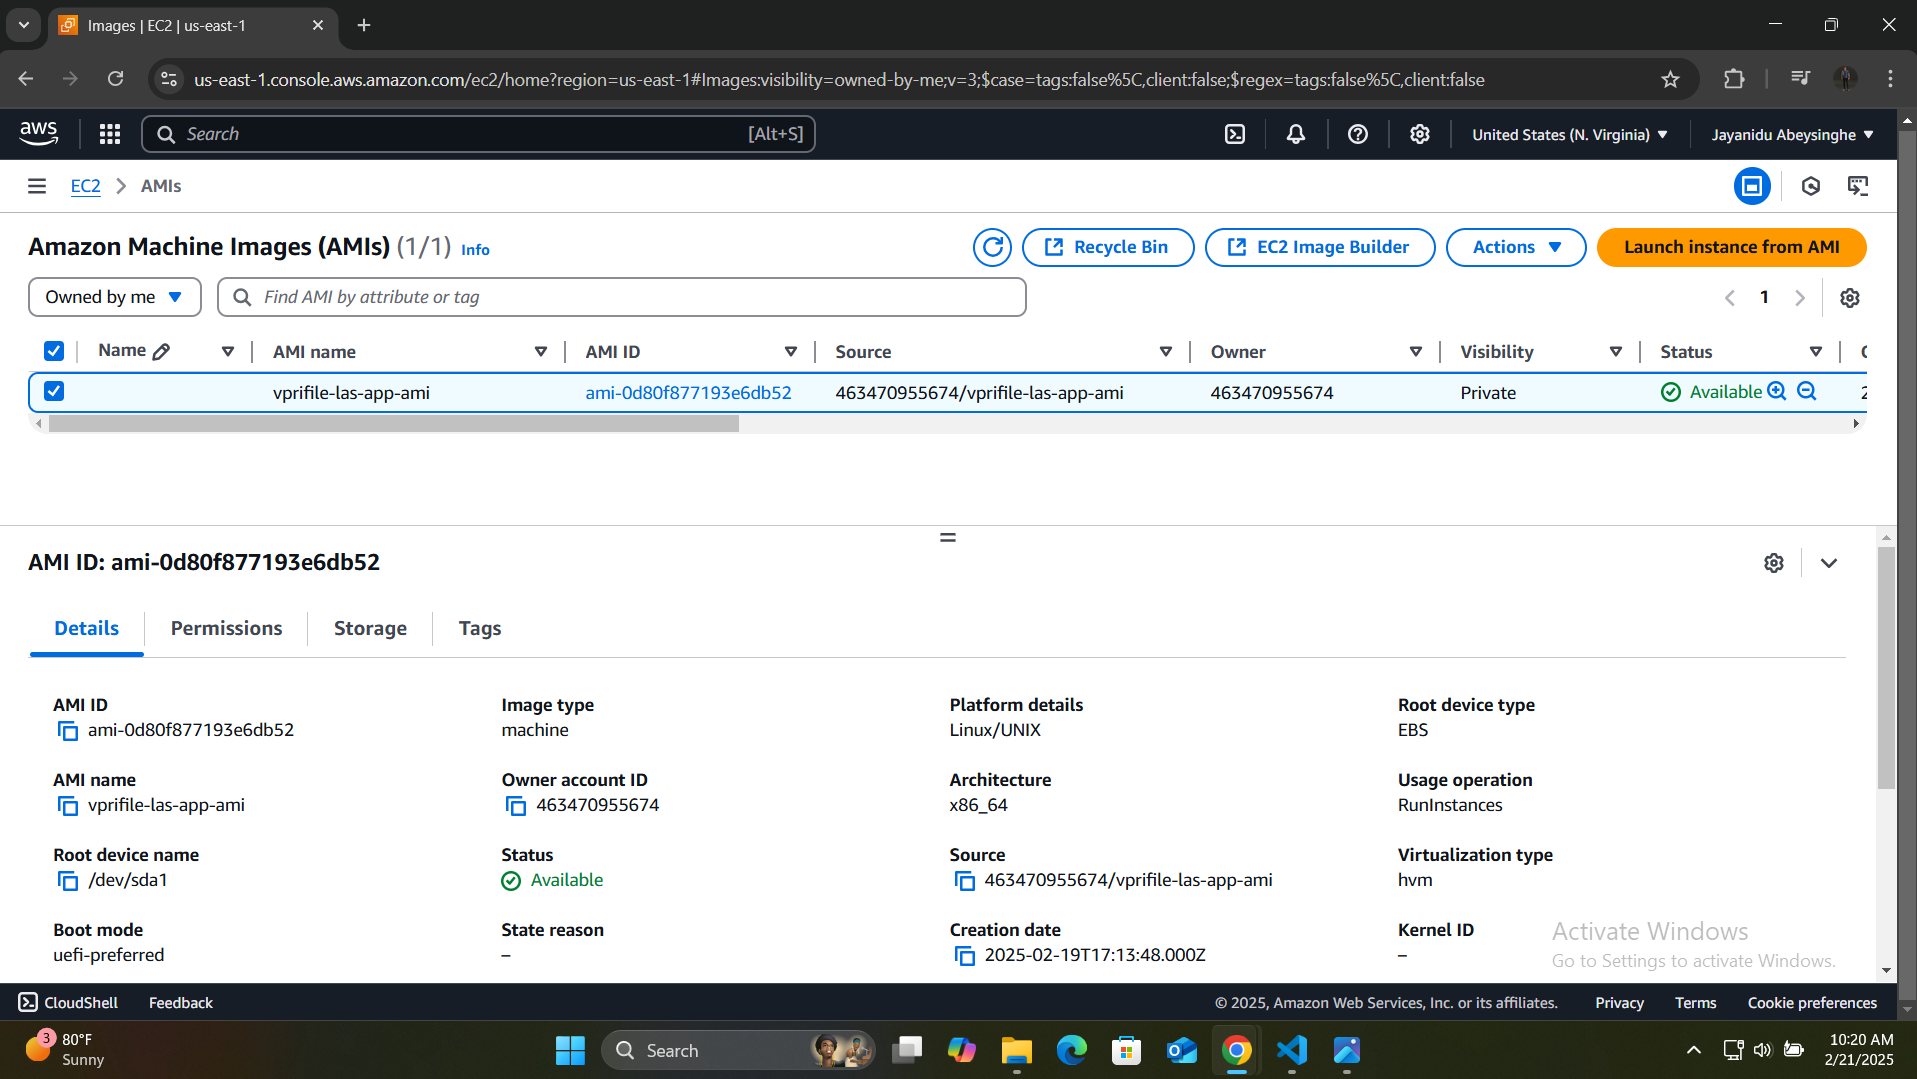 Images | EC2 | us-east-1
us-east-1.console.aws.amazon.com/ec2/home?region=us-east-1#Images:visibility=owned-by-me;v=3;$case=tags:false%5C,client:false;$regex=tags:false%5C,client:false
aws Search [Alt+S] United States (N. Virginia) Jayanidu Abeysinghe
EC2 AMIs
Amazon Machine Images (AMIs) (1/1) Info Recycle Bin EC2 Image Builder Actions Launch instance from AMI
Owned by me Find AMI by attribute or tag 1
Name AMI name AMI ID Source Owner Visibility Status
vprifile-las-app-ami ami-0d80f877193e6db52 463470955674/vprifile-las-app-ami 463470955674 Private Available
AMI ID: ami-0d80f877193e6db52
Details Permissions Storage Tags
AMI ID Image type Platform details Root device type
ami-0d80f877193e6db52 machine Linux/UNIX EBS
AMI name Owner account ID Architecture Usage operation
vprifile-las-app-ami 463470955674 x86_64 RunInstances
Root device name Status Source Virtualization type
/dev/sda1 Available 463470955674/vprifile-las-app-ami hvm
Boot mode State reason Creation date Kernel ID
uefi-preferred – 2025-02-19T17:13:48.000Z –
Activate Windows
Go to Settings to activate Windows.
CloudShell Feedback © 2025, Amazon Web Services, Inc. or its affiliates. Privacy Terms Cookie preferences
3 80°F Search 10:20 AM
Sunny 2/21/2025